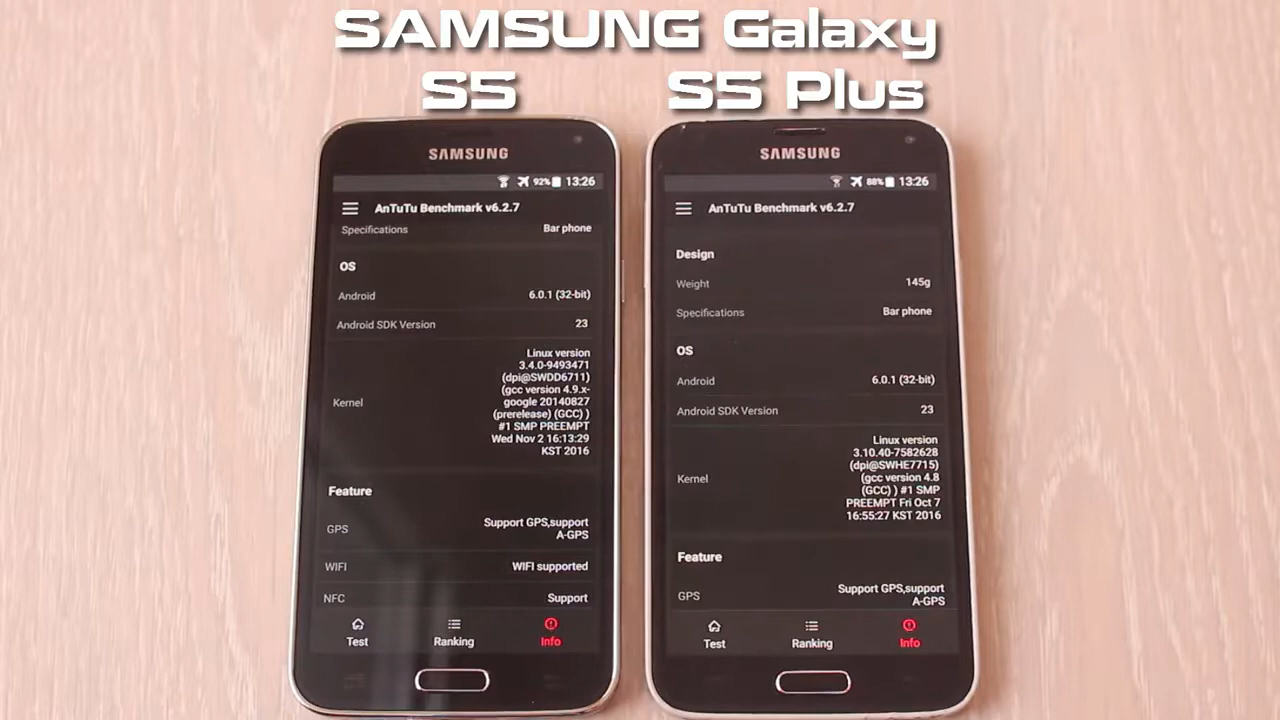 SAMSUNG Galaxy
S5
S5 Plus
SAMSUNG
92% 13:26
AnTuTu Benchmark v6.2.7
Specifications Bar phone
OS
Android 6.0.1 (32-bit)
Android SDK Version 23
Linux version
3.4.0-9493471
(dpi@SWDD6711)
(gcc version 4.9.x-
google 20140827
Kernel
(prerelease) (GCC) )
#1 SMP PREEMPT
Wed Nov 2 16:13:29
KST 2016
Feature
GPS Support GPS,support
A-GPS
WIFI WIFI supported
NFC Support
Test Ranking Info
SAMSUNG
88% 13:26
AnTuTu Benchmark v6.2.7
Design
Weight 145g
Specifications Bar phone
OS
Android 6.0.1 (32-bit)
Android SDK Version 23
Linux version
3.10.40-7582628
(dpi@SWHE7715)
Kernel (gcc version 4.8
(GCC) ) #1 SMP
PREEMPT Fri Oct 7
16:55:27 KST 2016
Feature
GPS Support GPS,support
A-GPS
Test Ranking Info